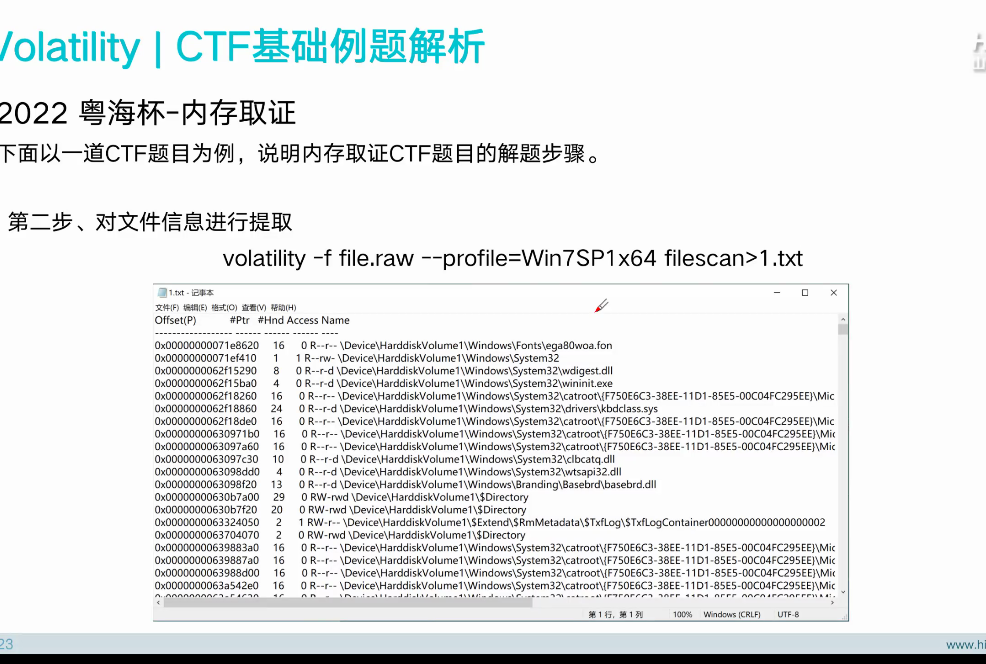 Volatility | CTF基础例题解析
2022 粤海杯-内存取证
下面以一道CTF题目为例，说明内存取证CTF题目的解题步骤。
第二步、对文件信息进行提取
volatility -f file.raw --profile=Win7SP1x64 filescan>1.txt
1.txt - 记事本
文件(F) 编辑(E) 格式(O) 查看(V) 帮助(H)
Offset(P) #Ptr #Hnd Access Name
------------------ ------ ------ ------ ----
0x00000000071e8620 16 0 R--r-- \Device\HarddiskVolume1\Windows\Fonts\ega80woa.fon
0x00000000071ef410 1 1 R--rw- \Device\HarddiskVolume1\Windows\System32
0x0000000062f15290 8 0 R--r-d \Device\HarddiskVolume1\Windows\System32\wdigest.dll
0x0000000062f15ba0 4 0 R--r-d \Device\HarddiskVolume1\Windows\System32\wininit.exe
0x0000000062f18260 16 0 R--r-- \Device\HarddiskVolume1\Windows\System32\catroot\{F750E6C3-38EE-11D1-85E5-00C04FC295EE}\Mic
0x0000000062f18860 24 0 R--r-d \Device\HarddiskVolume1\Windows\System32\drivers\kbdclass.sys
0x0000000062f18de0 16 0 R--r-- \Device\HarddiskVolume1\Windows\System32\catroot\{F750E6C3-38EE-11D1-85E5-00C04FC295EE}\Mic
0x00000000630971b0 16 0 R--r-- \Device\HarddiskVolume1\Windows\System32\catroot\{F750E6C3-38EE-11D1-85E5-00C04FC295EE}\Mic
0x0000000063097a60 16 0 R--r-- \Device\HarddiskVolume1\Windows\System32\catroot\{F750E6C3-38EE-11D1-85E5-00C04FC295EE}\Mic
0x0000000063097c30 10 0 R--r-d \Device\HarddiskVolume1\Windows\System32\clbcatq.dll
0x0000000063098dd0 4 0 R--r-d \Device\HarddiskVolume1\Windows\System32\wtsapi32.dll
0x0000000063098f20 13 0 R--r-d \Device\HarddiskVolume1\Windows\Branding\Basebrd\basebrd.dll
0x00000000630b7a00 29 0 RW-rwd \Device\HarddiskVolume1\$Directory
0x00000000630b7f20 20 0 RW-rwd \Device\HarddiskVolume1\$Directory
0x0000000063324050 2 1 RW-r-- \Device\HarddiskVolume1\$Extend\$RmMetadata\$TxfLog\$TxfLogContainer00000000000000000002
0x0000000063704070 2 0 RW-rwd \Device\HarddiskVolume1\$Directory
0x00000000639883a0 16 0 R--r-- \Device\HarddiskVolume1\Windows\System32\catroot\{F750E6C3-38EE-11D1-85E5-00C04FC295EE}\Mic
0x00000000639887a0 16 0 R--r-- \Device\HarddiskVolume1\Windows\System32\catroot\{F750E6C3-38EE-11D1-85E5-00C04FC295EE}\Mic
0x0000000063988d00 16 0 R--r-- \Device\HarddiskVolume1\Windows\System32\catroot\{F750E6C3-38EE-11D1-85E5-00C04FC295EE}\Mic
0x0000000063a542e0 16 0 R--r-- \Device\HarddiskVolume1\Windows\System32\catroot\{F750E6C3-38EE-11D1-85E5-00C04FC295EE}\Mic
第 1 行，第 1 列 100% Windows (CRLF) UTF-8
23 www.hi